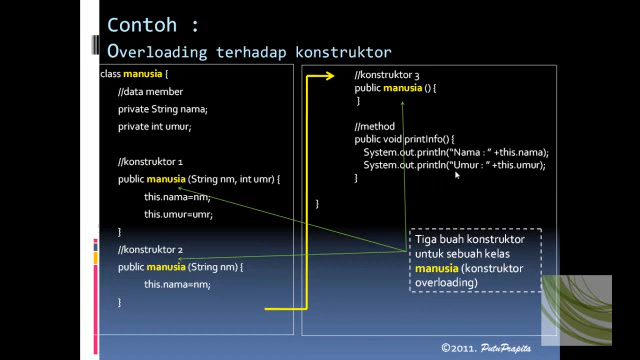 Contoh :
Overloading terhadap konstruktor
class manusia {
//data member
private String nama;
private int umur;
//konstruktor 1
public manusia (String nm, int umr) {
this.nama=nm;
this.umur=umr;
}
//konstruktor 2
public manusia (String nm) {
this.nama=nm;
}
//konstruktor 3
public manusia () {
}
//method
public void printInfo() {
System.out.println(“Nama : ” +this.nama);
System.out.println(“Umur : ” +this.umur);
}
}
Tiga buah konstruktor
untuk sebuah kelas
manusia (konstruktor
overloading)
©2011. PutuPrapita